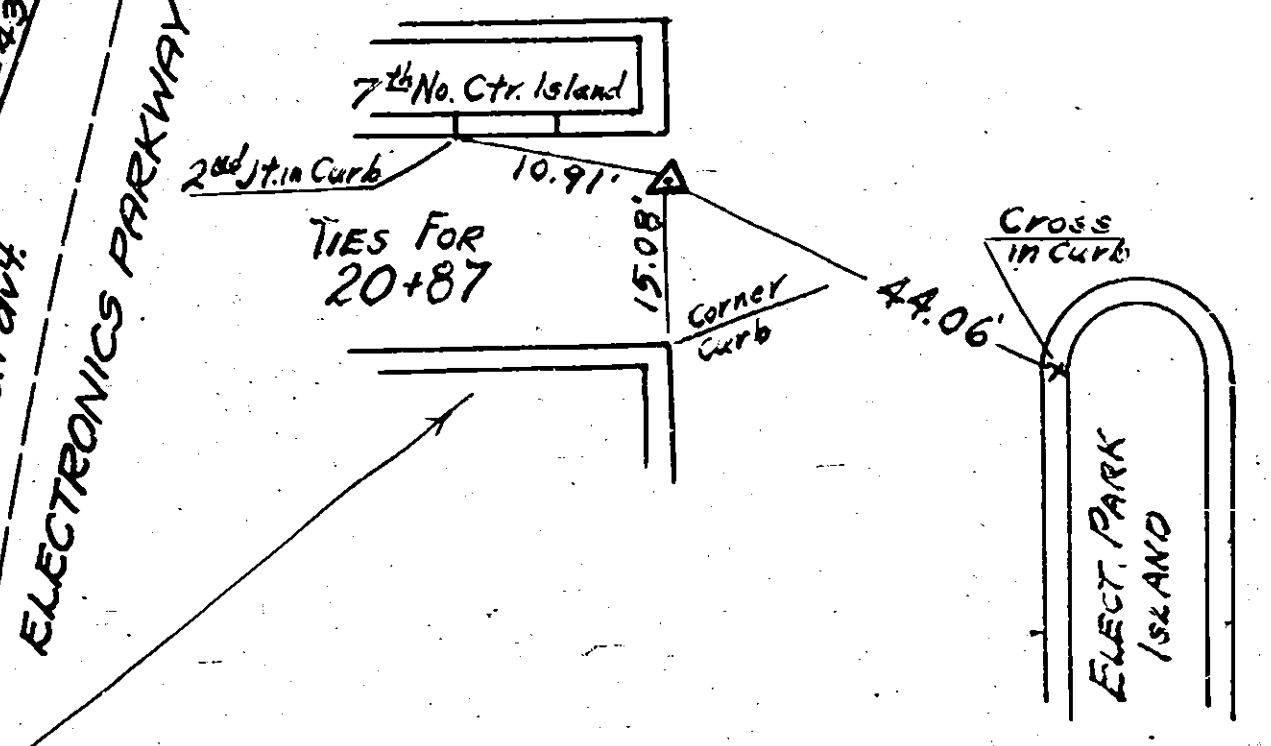 7th No. Ctr. Island
2nd Jt. in Curb
10.91'
TIES FOR
20+87
15.08'
Corner
Curb
44.06'
Cross
in Curb
ELECT. PARK
ISLAND
ELECTRONICS PARKWAY